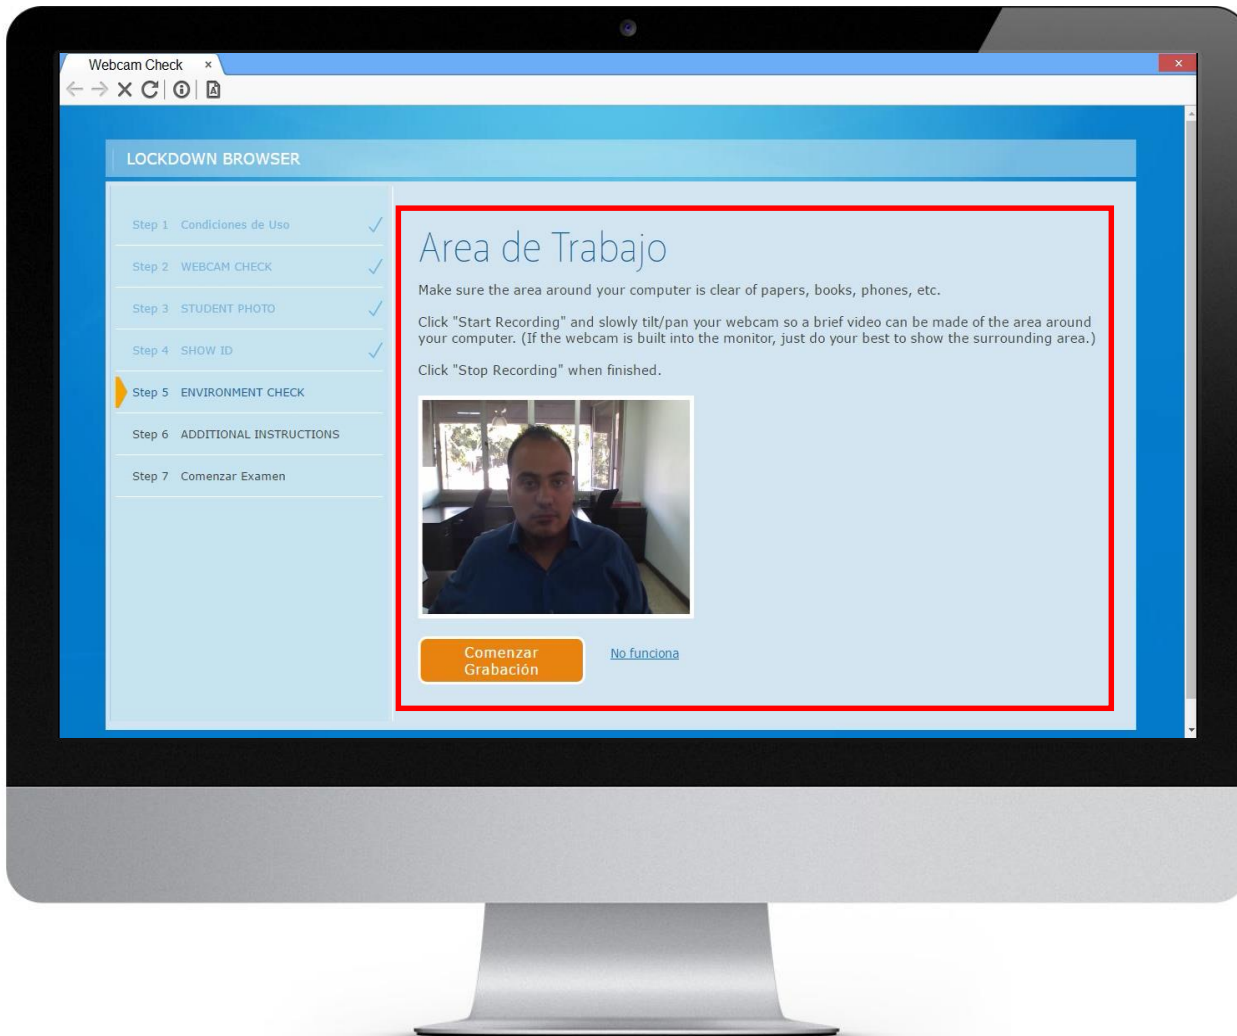 Webcam Check
LOCKDOWN BROWSER
Step 1 Condiciones de Uso
Step 2 WEBCAM CHECK
Step 3 STUDENT PHOTO
Step 4 SHOW ID
Step 5 ENVIRONMENT CHECK
Step 6 ADDITIONAL INSTRUCTIONS
Step 7 Comenzar Examen
Area de Trabajo
Make sure the area around your computer is clear of papers, books, phones, etc.
Click "Start Recording" and slowly tilt/pan your webcam so a brief video can be made of the area around
your computer. (If the webcam is built into the monitor, just do your best to show the surrounding area.)
Click "Stop Recording" when finished.
Comenzar
Grabación
No funciona